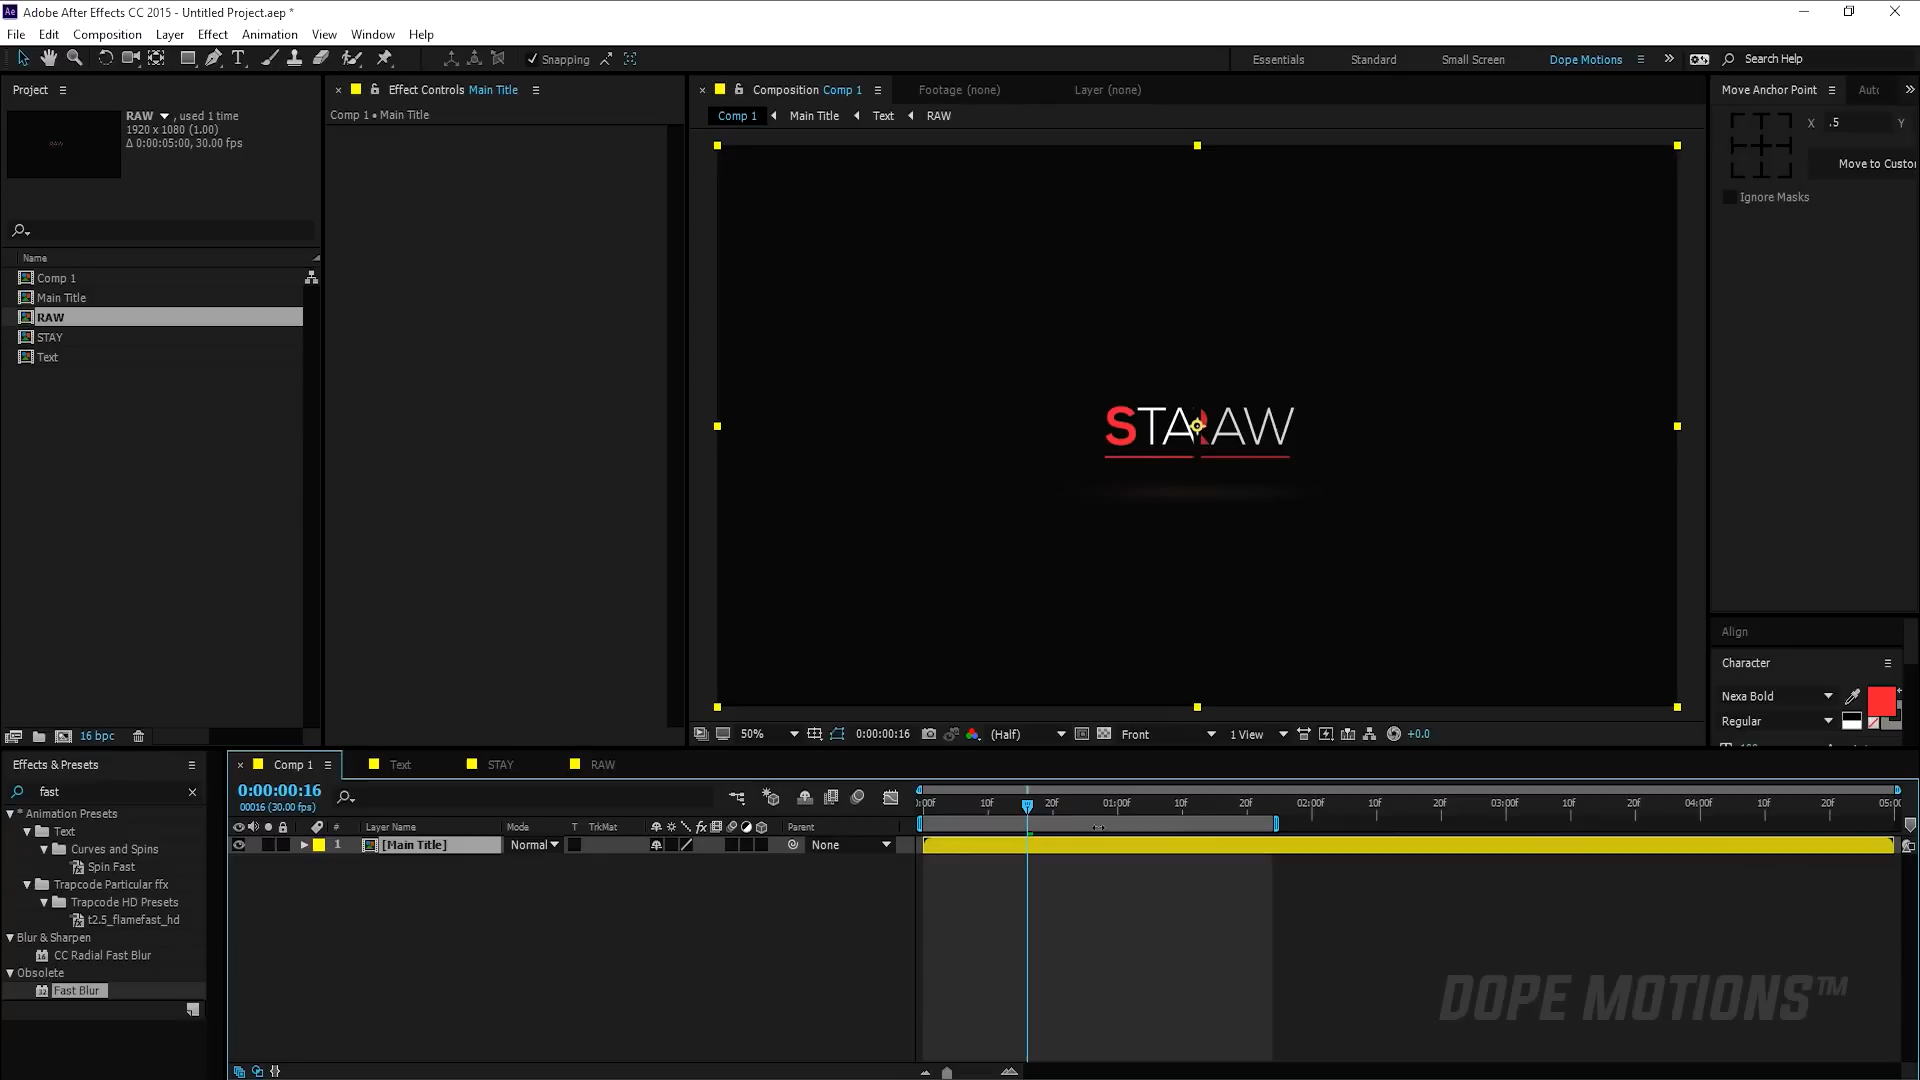 Adobe After Effects CC 2015 - Untitled Project.aep *
File Edit Composition Layer Effect Animation View Window Help
Snapping Essentials Standard Small Screen Dope Motions Search Help
Project
RAW , used 1 time
1920 x 1080 (1.00)
Δ 0:00:05:00, 30.00 fps
Name
Comp 1
Main Title
RAW
STAY
Text
16 bpc
Effect Controls Main Title
Comp 1 • Main Title
Composition Comp 1 Footage (none) Layer (none)
Comp 1 Main Title Text RAW
STA AW
50% 0:00:00:16 (Half) Front 1 View +0.0
Move Anchor Point
X .5 Y
Move to Custo
Ignore Masks
Align
Character
Nexa Bold
Regular
Effects & Presets
fast
* Animation Presets
Text
Curves and Spins
Spin Fast
Trapcode Particular ffx
Trapcode HD Presets
t2.5_flamefast_hd
Blur & Sharpen
CC Radial Fast Blur
Obsolete
Fast Blur
Comp 1 Text STAY RAW
0:00:00:16
00016 (30.00 fps)
# Layer Name Mode T TrkMat fx Parent
1 [Main Title] Normal None
:00f 10f 20f 01:00f 10f 20f 02:00f 10f 20f 03:00f 10f 20f 04:00f 10f 20f 05:00
DOPE MOTIONS™